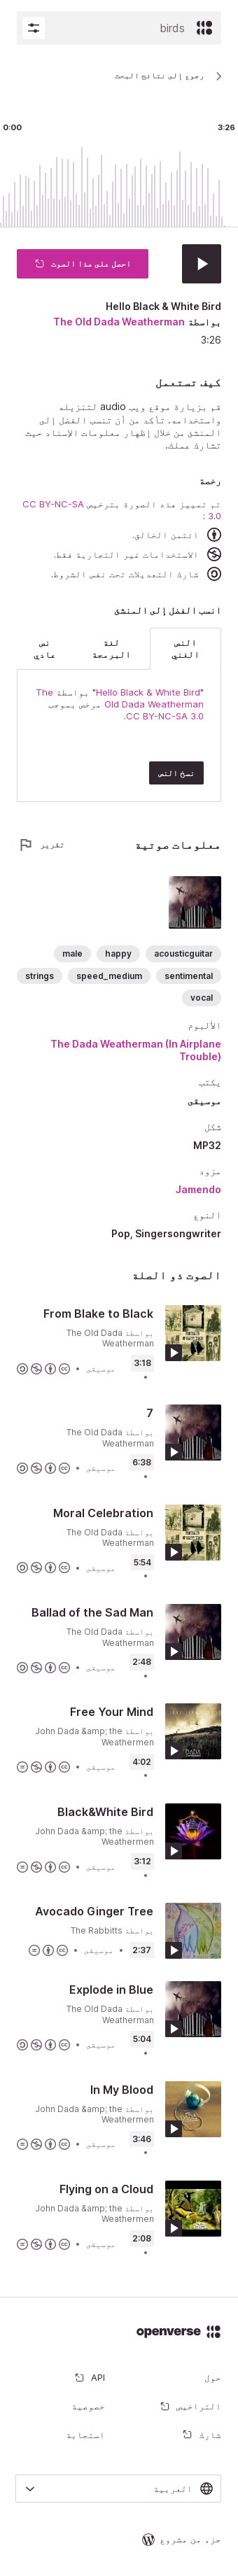 birds
رجوع إلى نتائج البحث
0:00 3:26
احصل على هذا الصوت
Hello Black & White Bird
بواسطة The Old Dada Weatherman
3:26
كيف تستعمل
قم بزيارة موقع ويب audio لتنزيله
واستخدامه. تأكد من أن تنسب الفضل إلى
المنشئ من خلال إظهار معلومات الإسناد حيث
تشارك عملك.
رخصة
تم تمييز هذه الصورة بترخيص CC BY-NC-SA
3.0 :
ائتمن الخالق.
الاستخدامات غير التجارية فقط.
شارك التعديلات تحت نفس الشروط.
انسب الفضل إلى المنشئ
النص الغني
لغة البرمجة
نص عادي
"Hello Black & White Bird" بواسطة The
Old Dada Weatherman مرخص بموجب
CC BY-NC-SA 3.0.
نسخ النص
معلومات صوتية
تقرير
acousticguitar happy male
sentimental speed_medium strings
vocal
الألبوم
The Dada Weatherman (In Airplane
Trouble)
يكتب
موسيقى
شكل
MP32
مزود
Jamendo
النوع
Pop, Singersongwriter
الصوت ذو الصلة
From Blake to Black
بواسطة The Old Dada
Weatherman
3:18 • موسيقى •
7
بواسطة The Old Dada
Weatherman
6:38 • موسيقى •
Moral Celebration
بواسطة The Old Dada
Weatherman
5:54 • موسيقى •
Ballad of the Sad Man
بواسطة The Old Dada
Weatherman
2:48 • موسيقى •
Free Your Mind
بواسطة John Dada &amp; the
Weathermen
4:02 • موسيقى •
Black&White Bird
بواسطة John Dada &amp; the
Weathermen
3:12 • موسيقى •
Avocado Ginger Tree
بواسطة The Rabbitts
2:37 • موسيقى •
Explode in Blue
بواسطة The Old Dada
Weatherman
5:04 • موسيقى •
In My Blood
بواسطة John Dada &amp; the
Weathermen
3:46 • موسيقى •
Flying on a Cloud
بواسطة John Dada &amp; the
Weathermen
2:08 • موسيقى •
openverse
حول
API
التراخيص
خصوصية
شارك
استجابة
العربية
جزء من مشروع